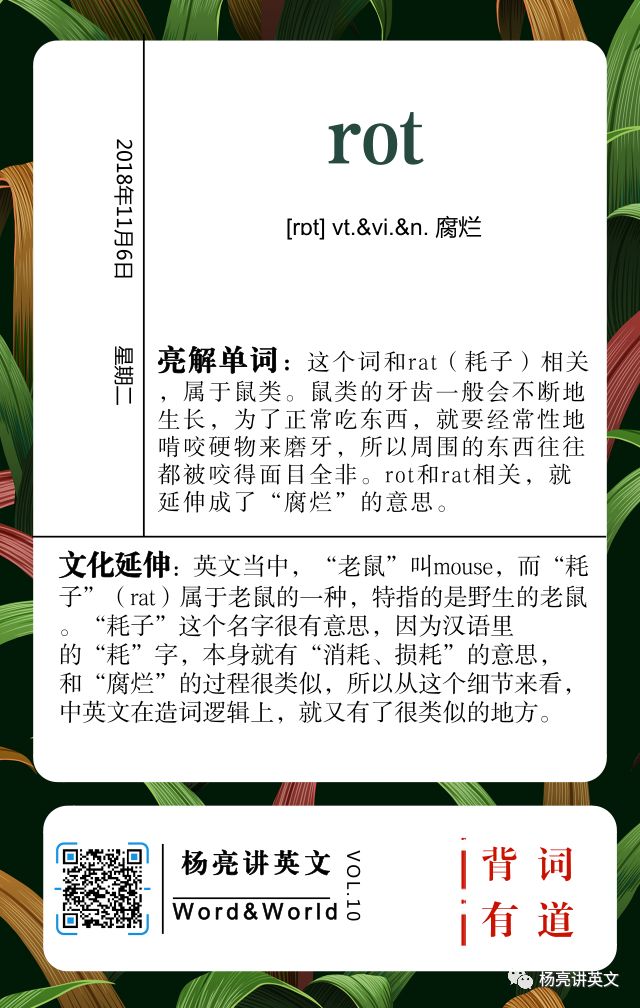 rot
[rɒt] vt.&vi.&n. 腐烂
2018年11月6日
星期二
亮解单词：这个词和rat（耗子）相关
，属于鼠类。鼠类的牙齿一般会不断地
生长，为了正常吃东西，就要经常性地
啃咬硬物来磨牙，所以周围的东西往往
都被咬得面目全非。rot和rat相关，就
延伸成了“腐烂”的意思。
文化延伸：英文当中，“老鼠”叫mouse，而“耗
子”（rat）属于老鼠的一种，特指的是野生的老鼠
。“耗子”这个名字很有意思，因为汉语里
的“耗”字，本身就有“消耗、损耗”的意思，
和“腐烂”的过程很类似，所以从这个细节来看，
中英文在造词逻辑上，就又有了很类似的地方。
杨亮讲英文
Word&World
VOL.10
背词
有道
杨亮讲英文